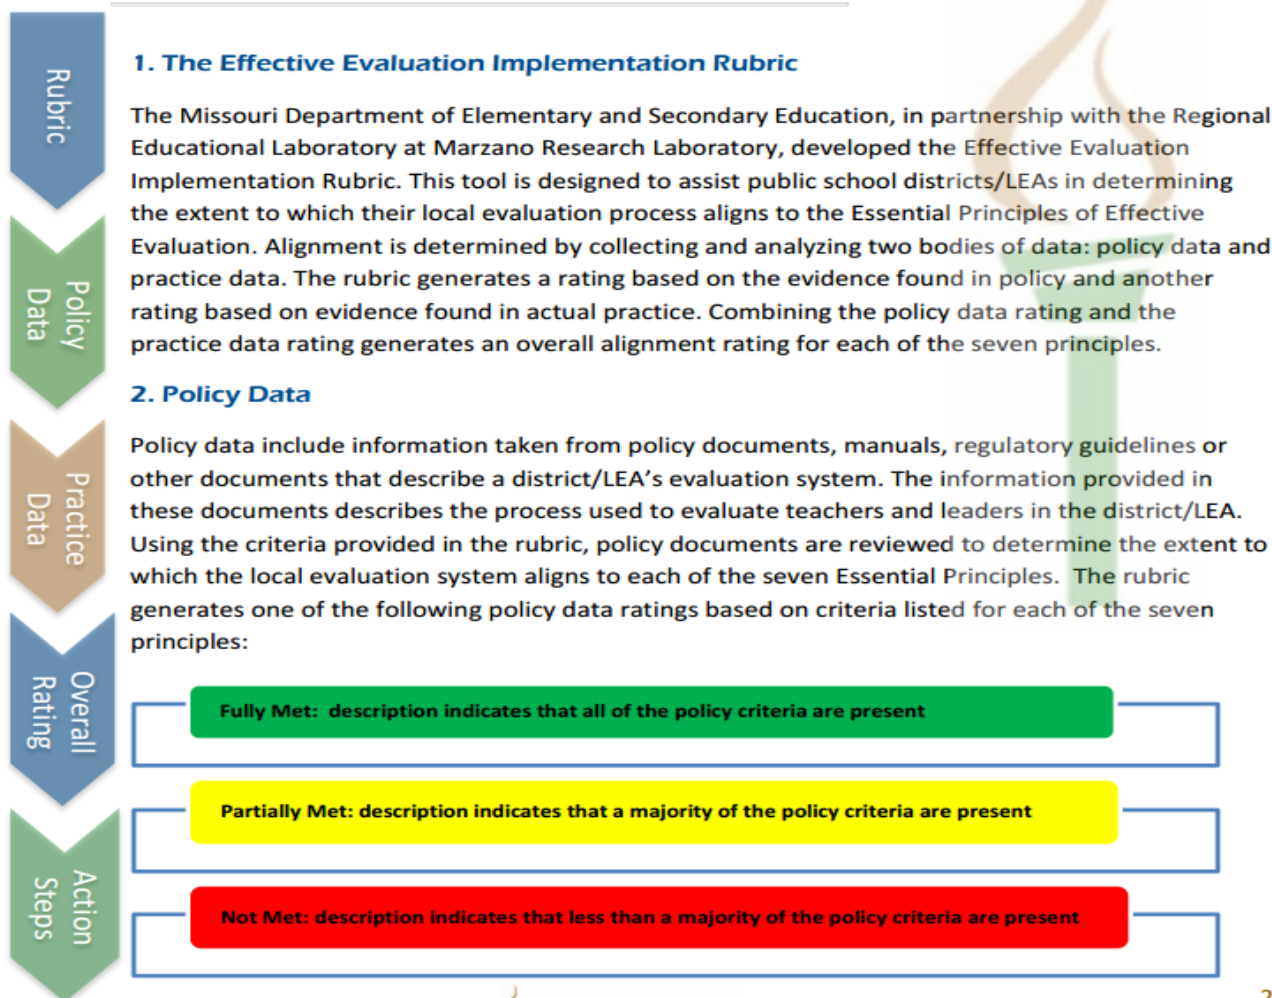 Rubric
Policy
Data
Practice
Data
Overall
Rating
Action
Steps
1. The Effective Evaluation Implementation Rubric
The Missouri Department of Elementary and Secondary Education, in partnership with the Regional
Educational Laboratory at Marzano Research Laboratory, developed the Effective Evaluation
Implementation Rubric. This tool is designed to assist public school districts/LEAs in determining
the extent to which their local evaluation process aligns to the Essential Principles of Effective
Evaluation. Alignment is determined by collecting and analyzing two bodies of data: policy data and
practice data. The rubric generates a rating based on the evidence found in policy and another
rating based on evidence found in actual practice. Combining the policy data rating and the
practice data rating generates an overall alignment rating for each of the seven principles.
2. Policy Data
Policy data include information taken from policy documents, manuals, regulatory guidelines or
other documents that describe a district/LEA’s evaluation system. The information provided in
these documents describes the process used to evaluate teachers and leaders in the district/LEA.
Using the criteria provided in the rubric, policy documents are reviewed to determine the extent to
which the local evaluation system aligns to each of the seven Essential Principles. The rubric
generates one of the following policy data ratings based on criteria listed for each of the seven
principles:
Fully Met: description indicates that all of the policy criteria are present
Partially Met: description indicates that a majority of the policy criteria are present
Not Met: description indicates that less than a majority of the policy criteria are present